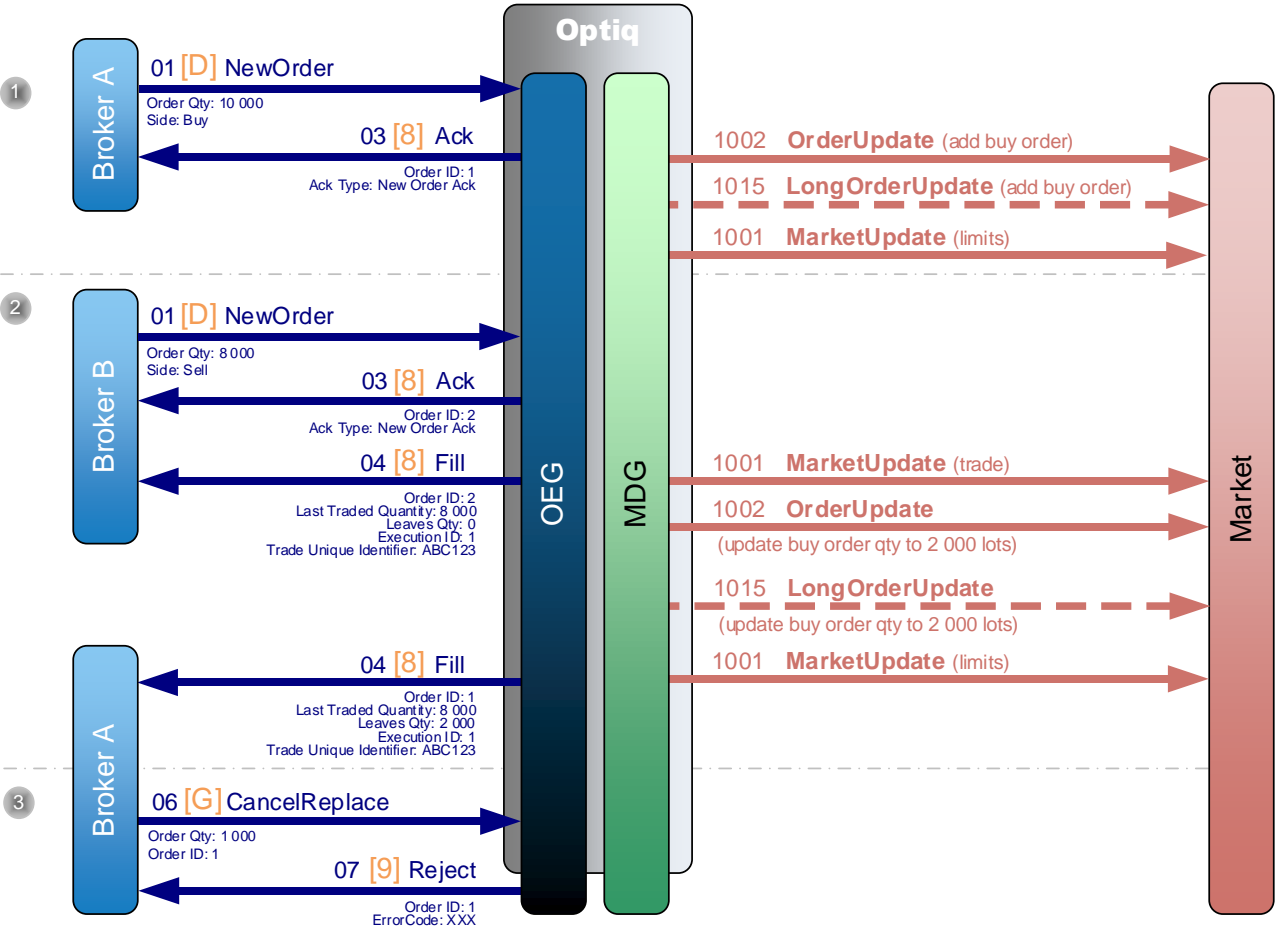 Optiq
1
Broker A
01 [D] NewOrder
Order Qty: 10 000
Side: Buy
03 [8] Ack
Order ID: 1
Ack Type: New Order Ack
1002 OrderUpdate (add buy order)
1015 LongOrderUpdate (add buy order)
1001 MarketUpdate (limits)
OEG
MDG
Market
2
Broker B
01 [D] NewOrder
Order Qty: 8 000
Side: Sell
03 [8] Ack
Order ID: 2
Ack Type: New Order Ack
04 [8] Fill
Order ID: 2
Last Traded Quantity: 8 000
Leaves Qty: 0
Execution ID: 1
Trade Unique Identifier: ABC123
1001 MarketUpdate (trade)
1002 OrderUpdate
(update buy order qty to 2 000 lots)
1015 LongOrderUpdate
(update buy order qty to 2 000 lots)
1001 MarketUpdate (limits)
Broker A
04 [8] Fill
Order ID: 1
Last Traded Quantity: 8 000
Leaves Qty: 2 000
Execution ID: 1
Trade Unique Identifier: ABC123
3
06 [G] CancelReplace
Order Qty: 1 000
Order ID: 1
07 [9] Reject
Order ID: 1
ErrorCode: XXX